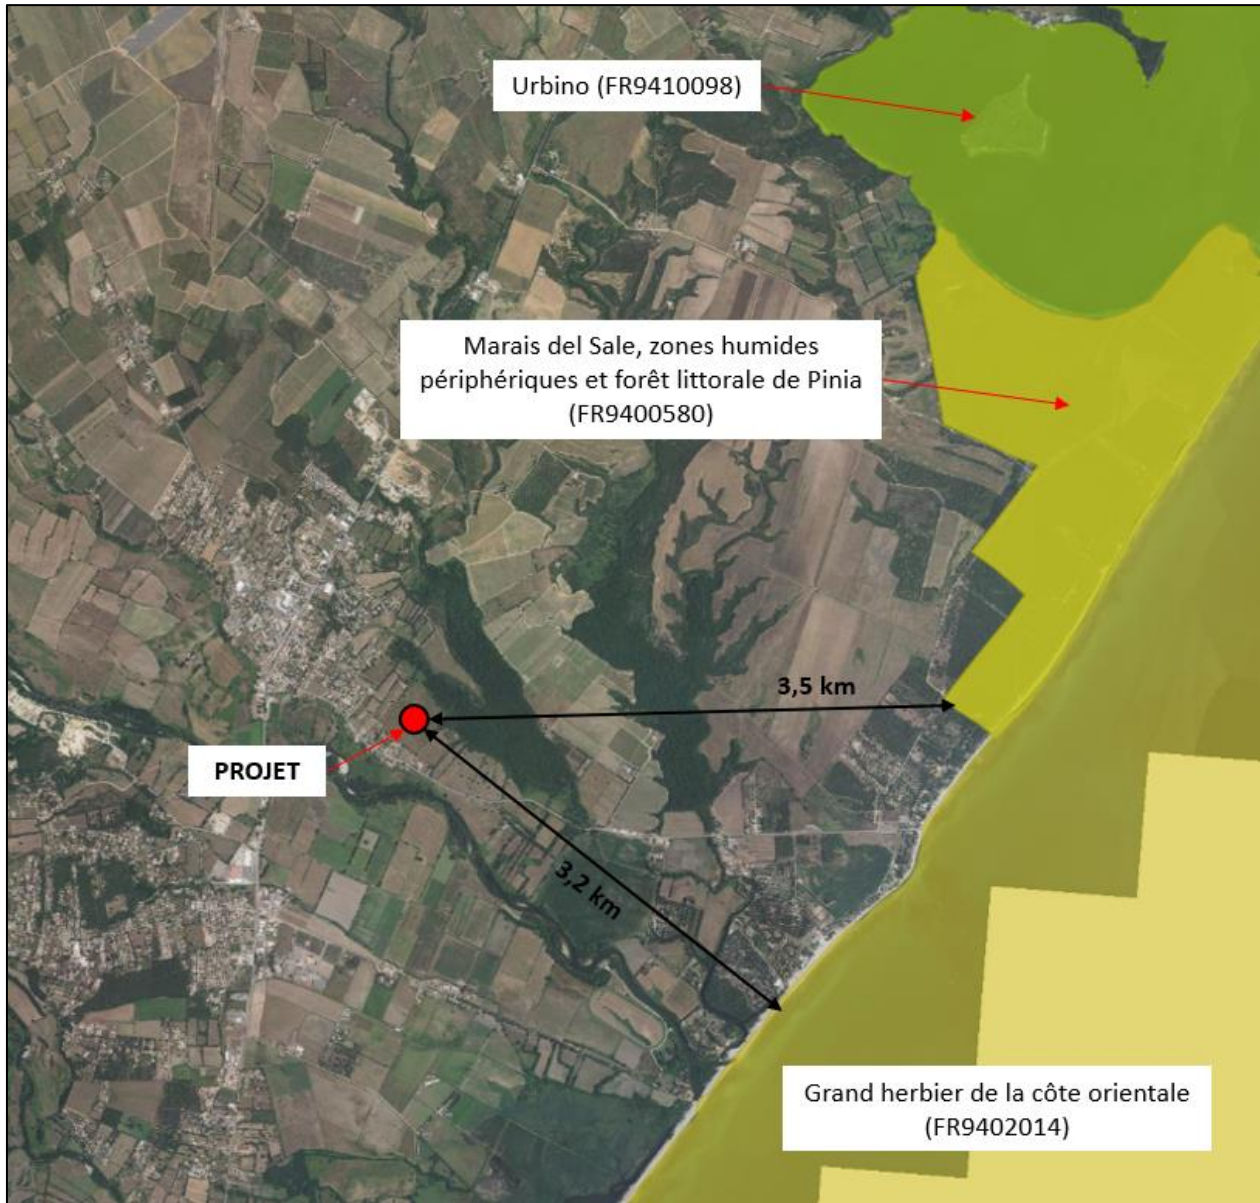 Urbino (FR9410098)
Marais del Sale, zones humides
périphériques et forêt littorale de Pinia
(FR9400580)
3,5 km
PROJET
3,2 km
Grand herbier de la côte orientale
(FR9402014)